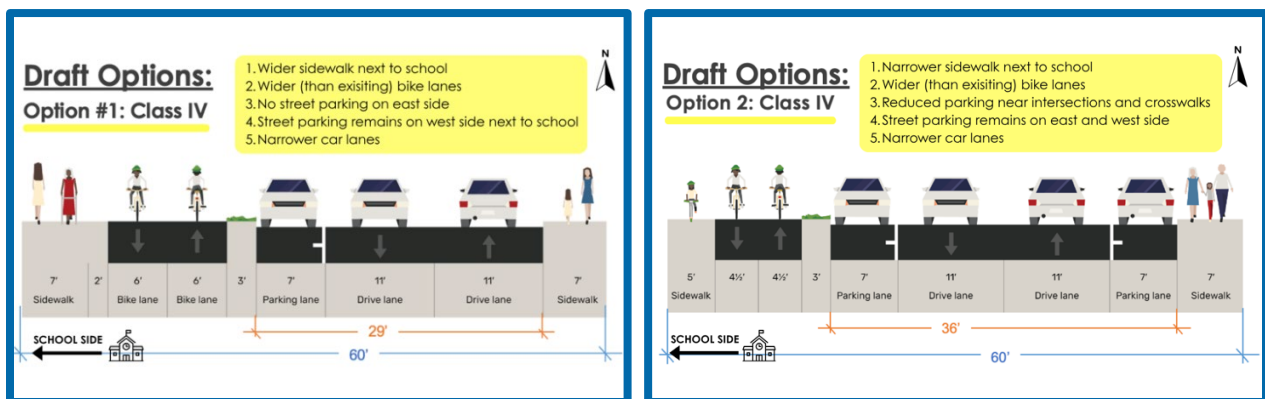 Draft Options:
Option #1: Class IV
1. Wider sidewalk next to school
2. Wider (than exisiting) bike lanes
3. No street parking on east side
4. Street parking remains on west side next to school
5. Narrower car lanes
N
7' 2' 6' 6' 3' 7' 11' 11' 7'
Sidewalk Bike lane Bike lane Parking lane Drive lane Drive lane Sidewalk
29'
SCHOOL SIDE
60'
Draft Options:
Option 2: Class IV
1. Narrower sidewalk next to school
2. Wider (than exisiting) bike lanes
3. Reduced parking near intersections and crosswalks
4. Street parking remains on east and west side
5. Narrower car lanes
N
5' 4½' 4½' 3' 7' 11' 11' 7' 7'
Sidewalk Parking lane Drive lane Drive lane Parking lane Sidewalk
36'
SCHOOL SIDE
60'